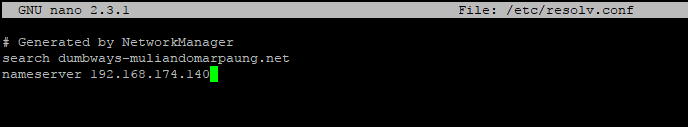 GNU nano 2.3.1 File: /etc/resolv.conf
# Generated by NetworkManager
search dumbways-muliandomarpaung.net
nameserver 192.168.174.140